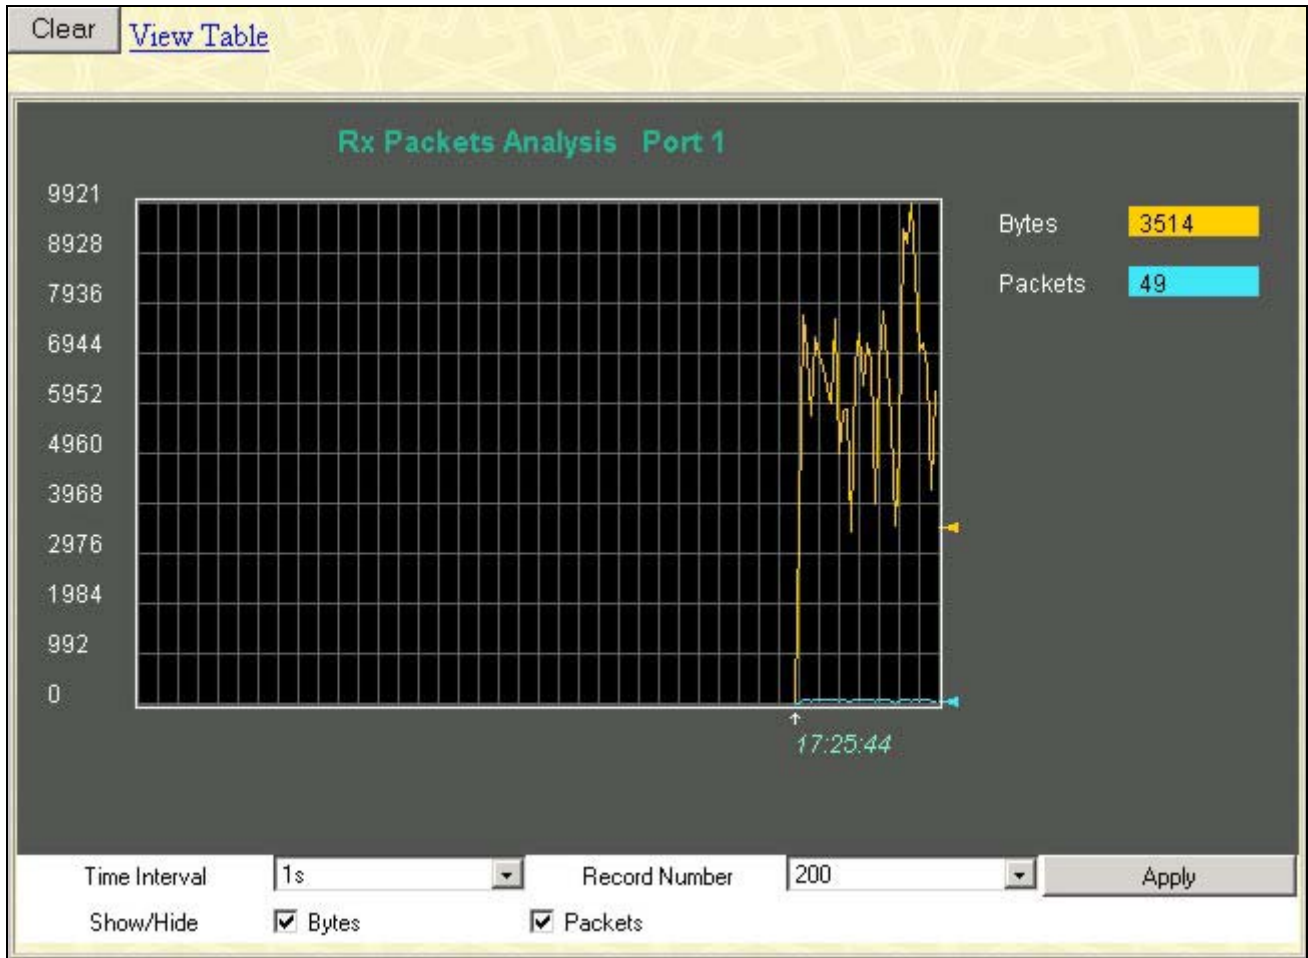 Clear View Table
Rx Packets Analysis Port 1
9921
8928
7936
6944
5952
4960
3968
2976
1984
992
0
Bytes 3514
Packets 49
17:25:44
Time Interval 1s Record Number 200 Apply
Show/Hide Bytes Packets